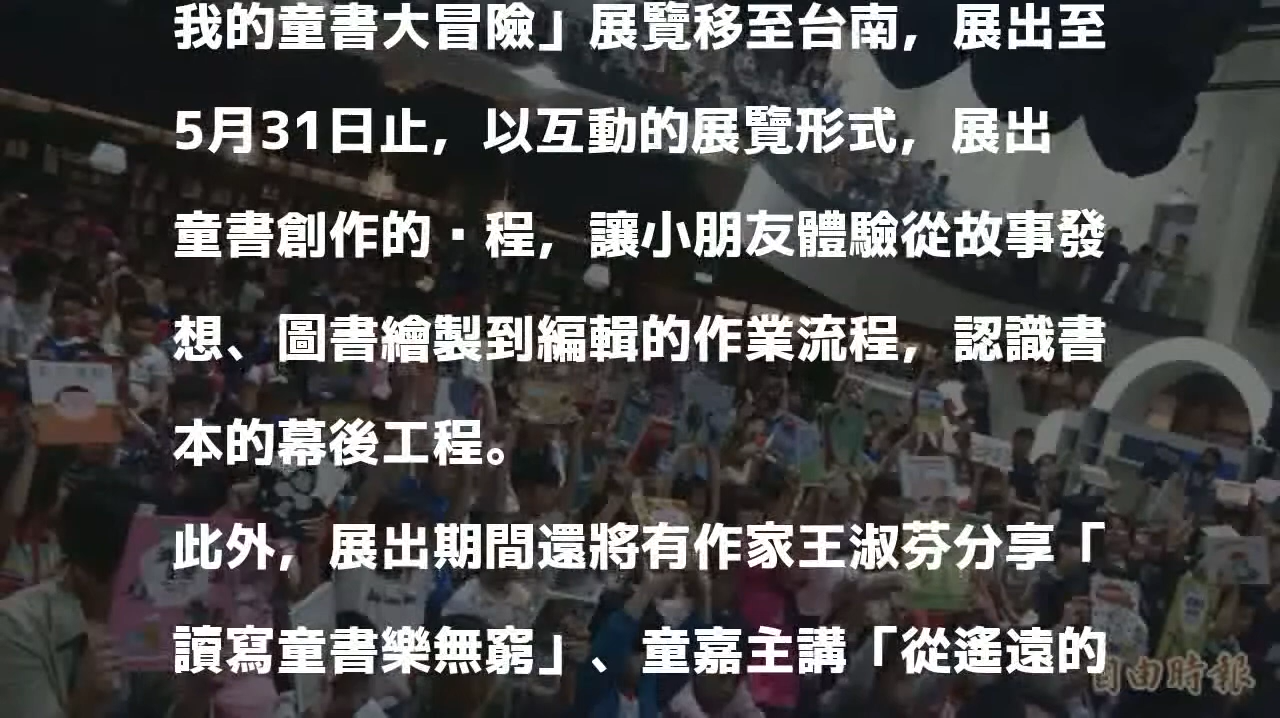 我的童書大冒險」展覽移至台南，展出至
5月31日止，以互動的展覽形式，展出
童書創作的▪程，讓小朋友體驗從故事發
想、圖書繪製到編輯的作業流程，認識書
本的幕後工程。
此外，展出期間還將有作家王淑芬分享「
讀寫童書樂無窮」、童嘉主講「從遙遠的
自由時報